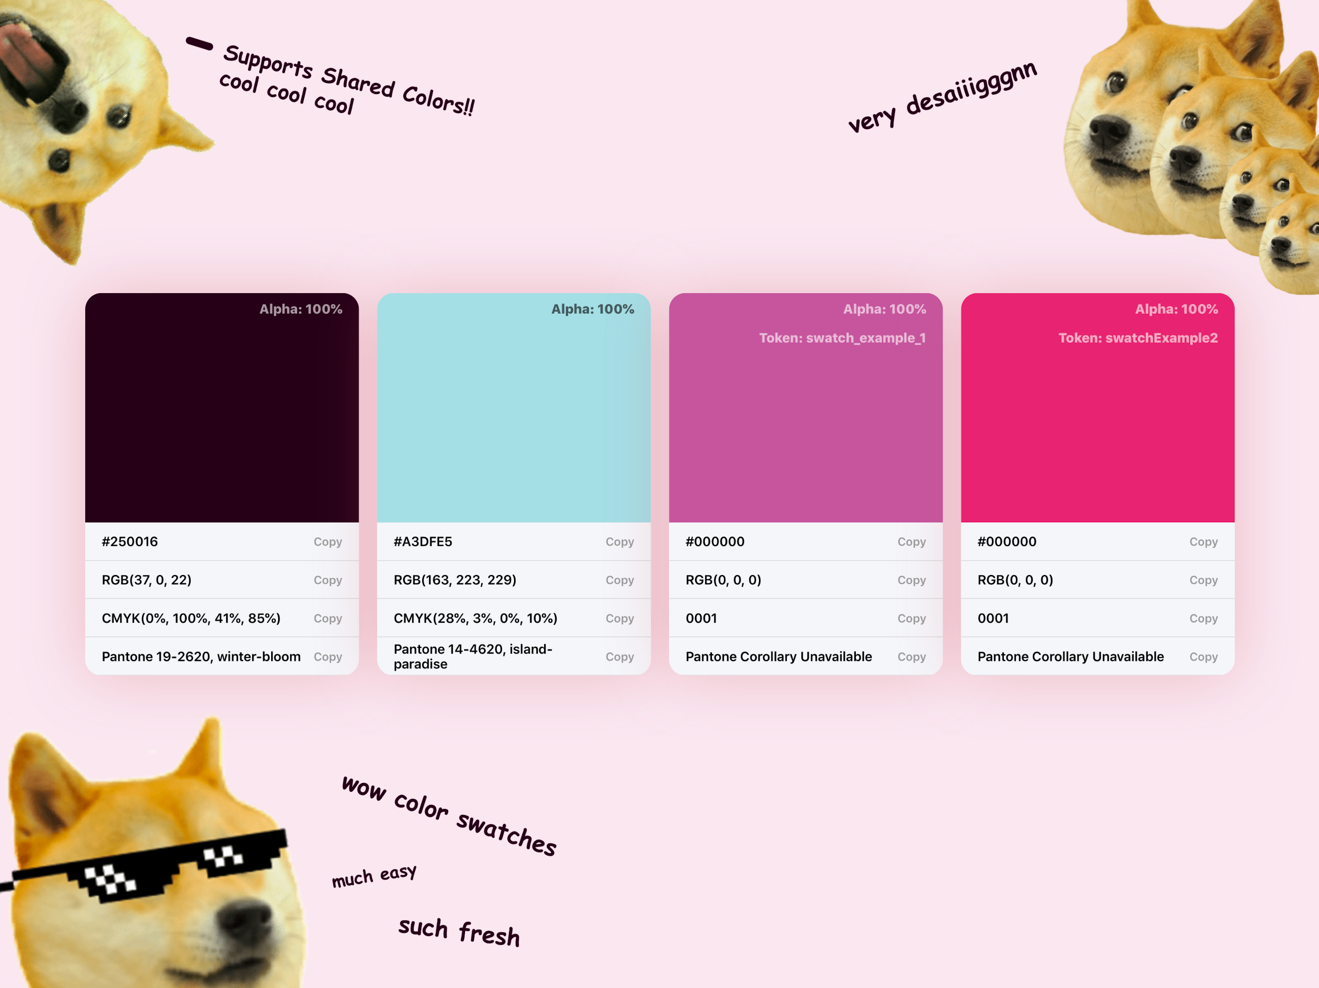 Supports Shared Colors!!
cool cool cool
very desaiiigggnn
Alpha: 100%
#250016 Copy
RGB(37, 0, 22) Copy
CMYK(0%, 100%, 41%, 85%) Copy
Pantone 19-2620, winter-bloom Copy
Alpha: 100%
#A3DFE5 Copy
RGB(163, 223, 229) Copy
CMYK(28%, 3%, 0%, 10%) Copy
Pantone 14-4620, island-
paradise Copy
Alpha: 100%
Token: swatch_example_1
#000000 Copy
RGB(0, 0, 0) Copy
0001 Copy
Pantone Corollary Unavailable Copy
Alpha: 100%
Token: swatchExample2
#000000 Copy
RGB(0, 0, 0) Copy
0001 Copy
Pantone Corollary Unavailable Copy
wow color swatches
much easy
such fresh